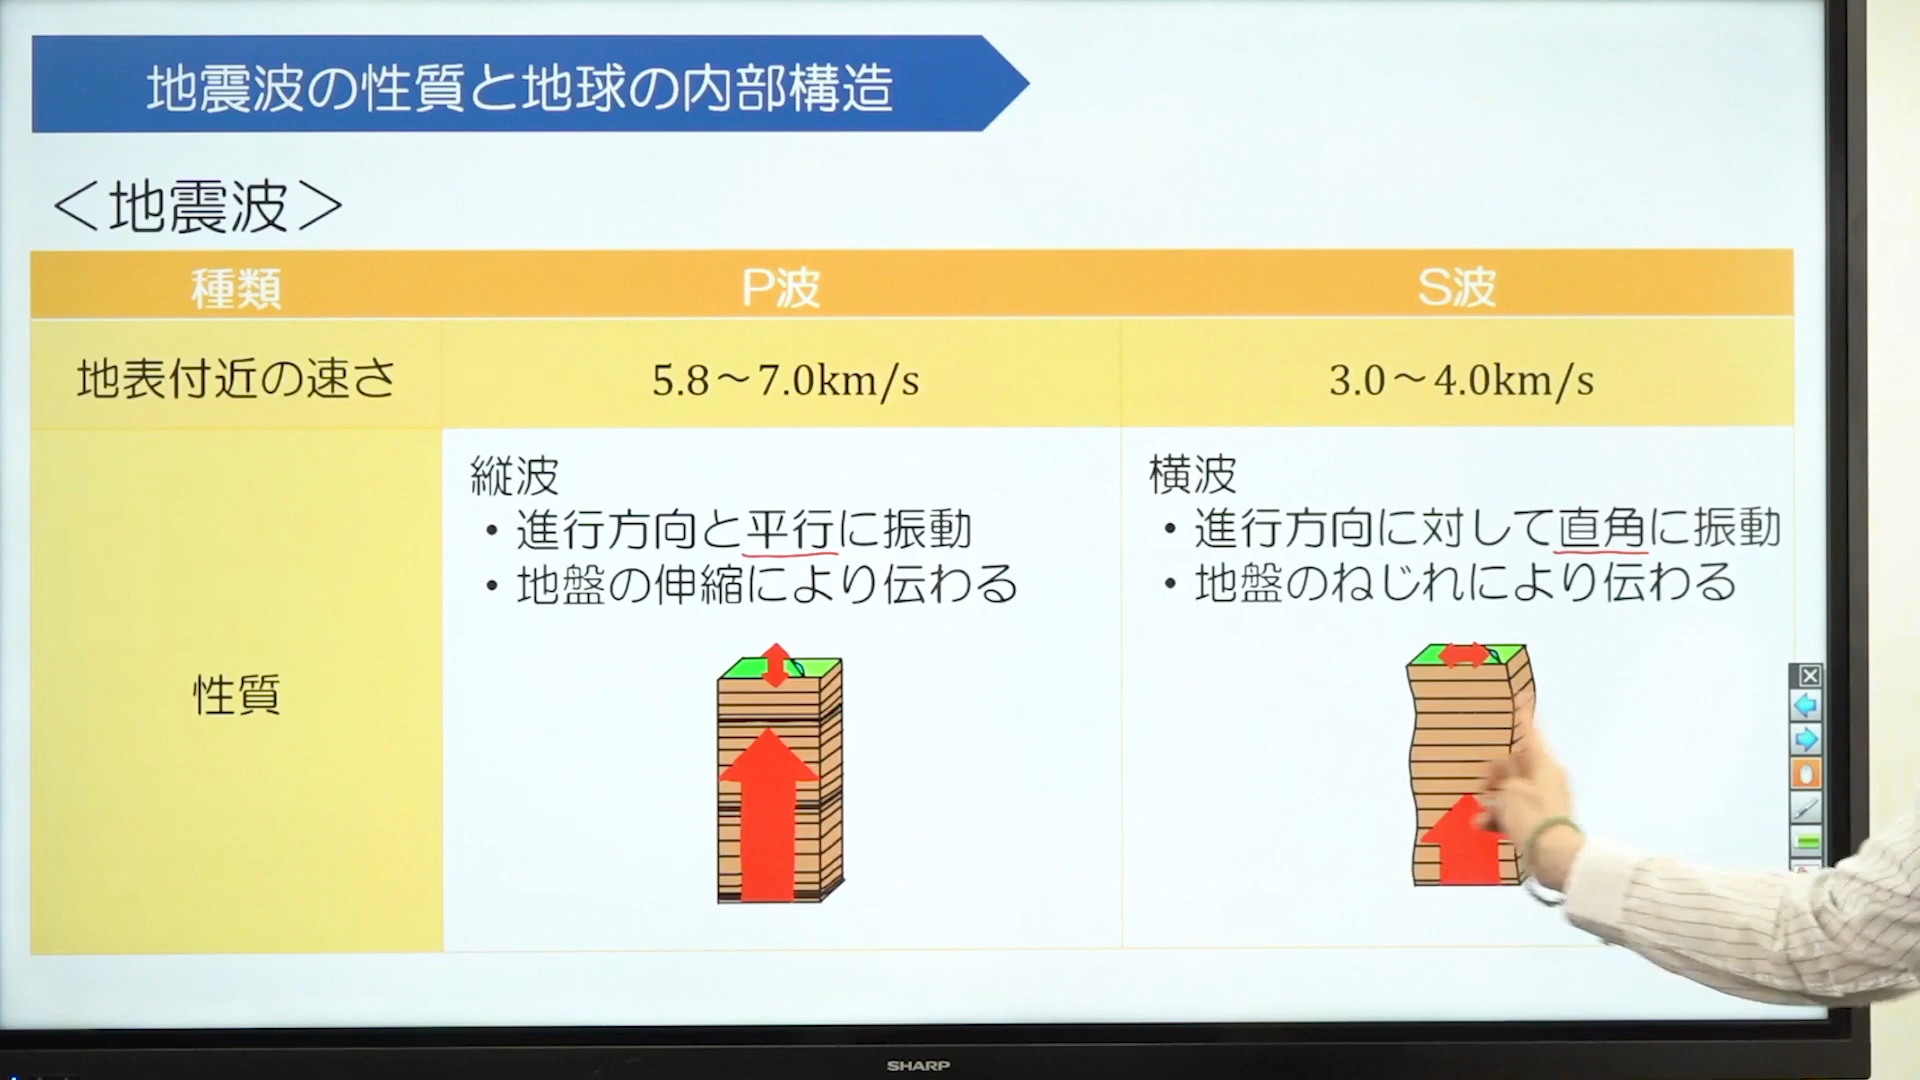 地震波の性質と地球の内部構造
＜地震波＞
種類 P波 S波
地表付近の速さ 5.8～7.0km/s 3.0～4.0km/s
性質
縦波
・進行方向と平行に振動
・地盤の伸縮により伝わる
横波
・進行方向に対して直角に振動
・地盤のねじれにより伝わる
SHARP